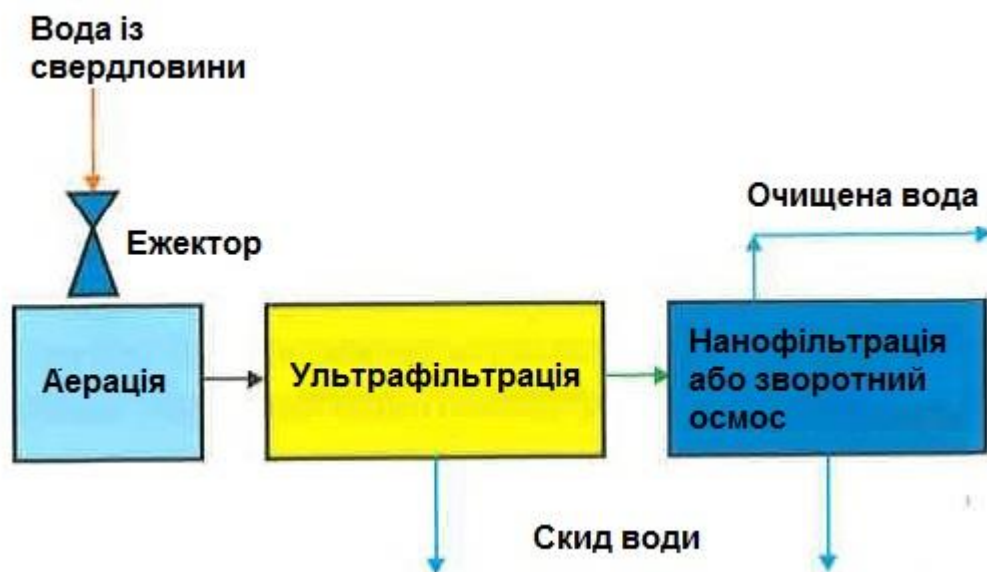 Вода із
свердловини
Ежектор
Аерація
Ультрафільтрація
Очищена вода
Нанофільтрація
або зворотний
осмос
Скид води